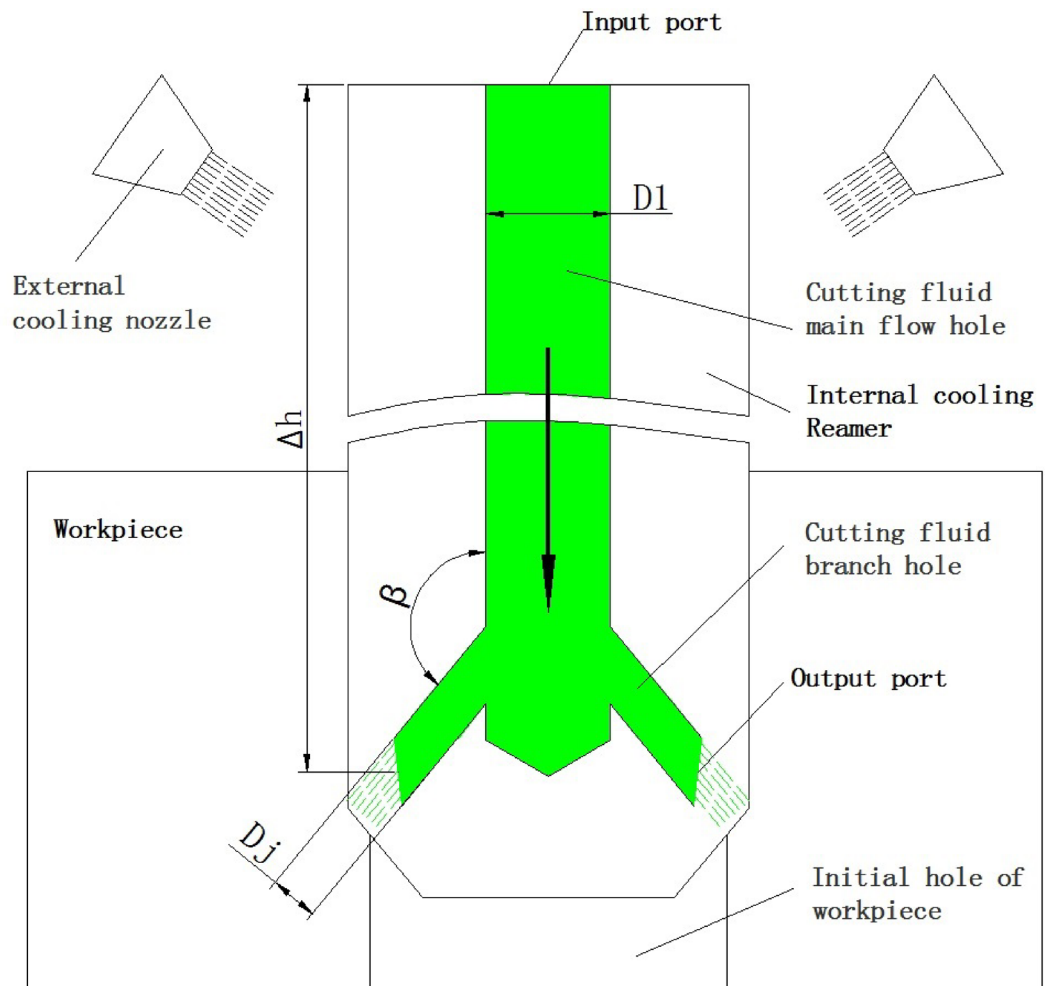 Input port
D1
External
cooling nozzle
Cutting fluid
main flow hole
Internal cooling
Reamer
Δh
Workpiece
Cutting fluid
branch hole
β
Output port
Dj
Initial hole of
workpiece